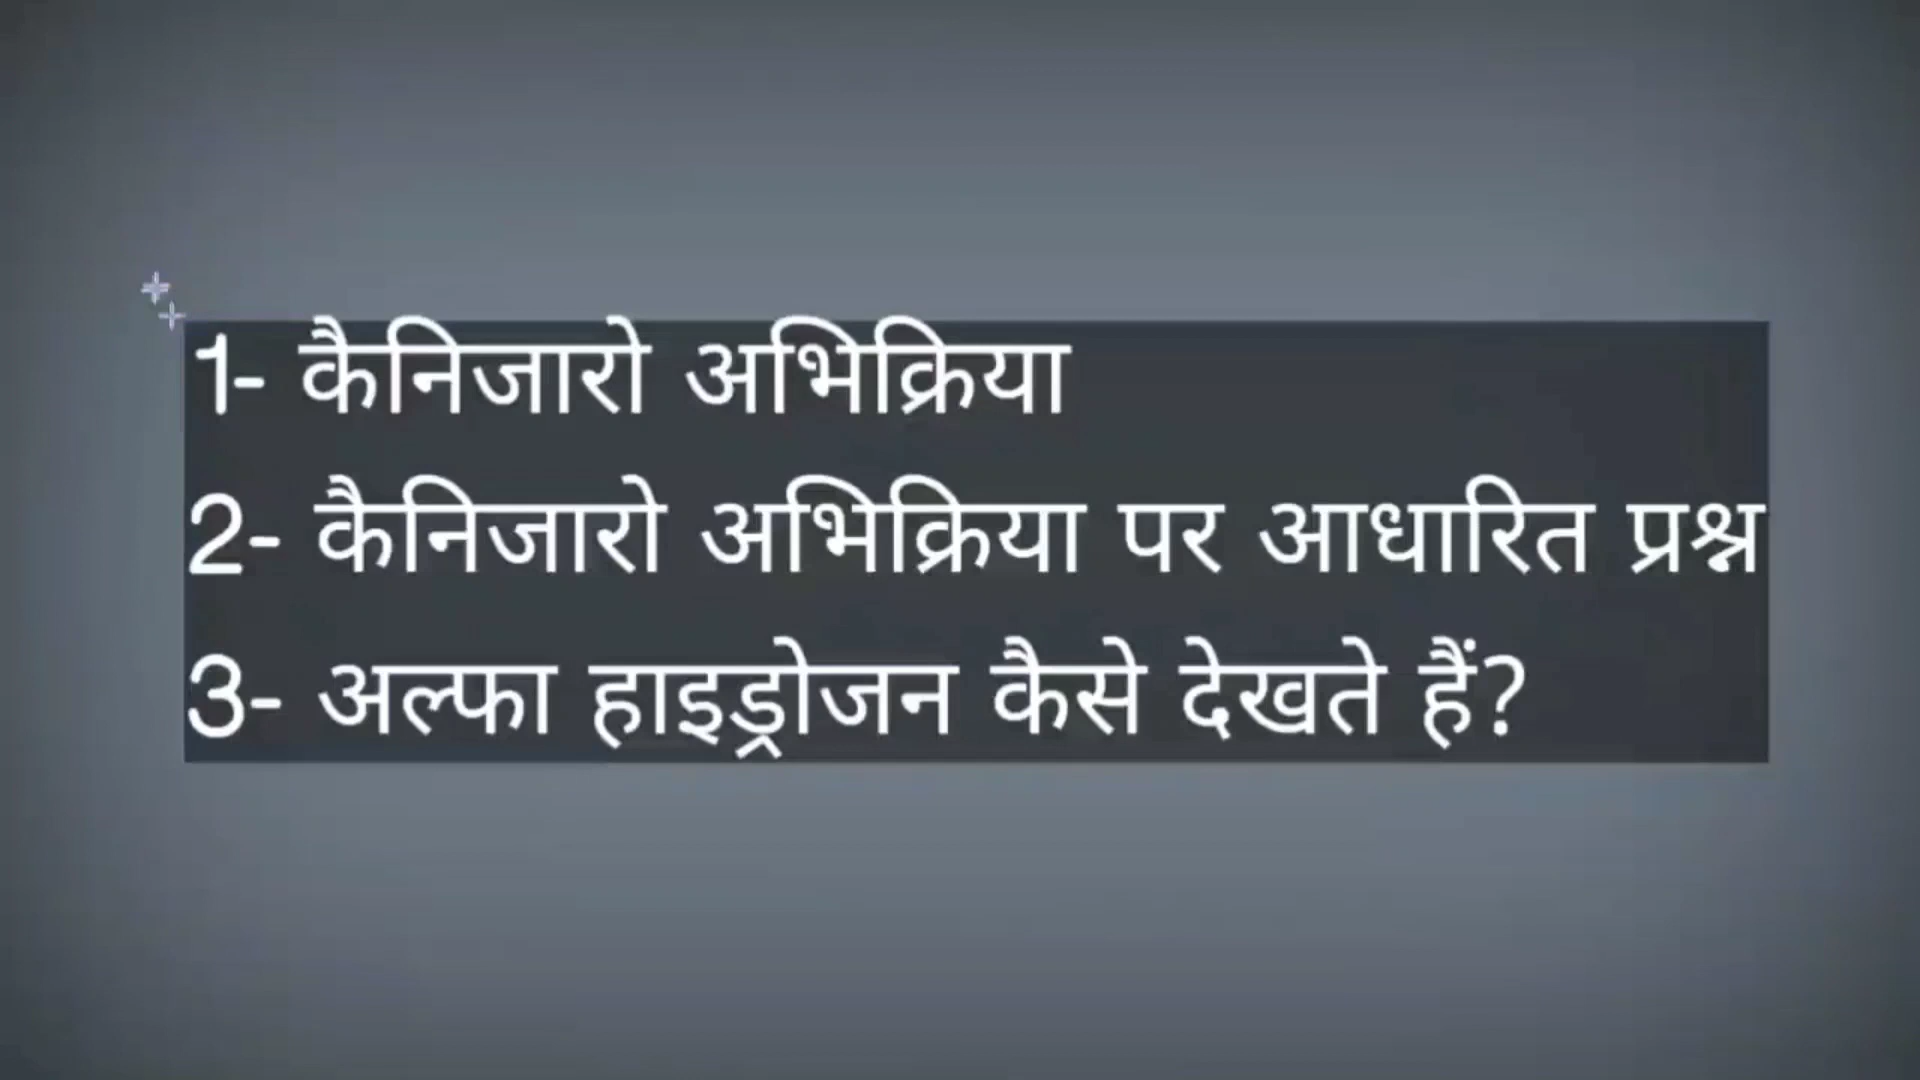 1- कैनिजारो अभिक्रिया
2- कैनिजारो अभिक्रिया पर आधारित प्रश्न
3- अल्फा हाइड्रोजन कैसे देखते हैं?